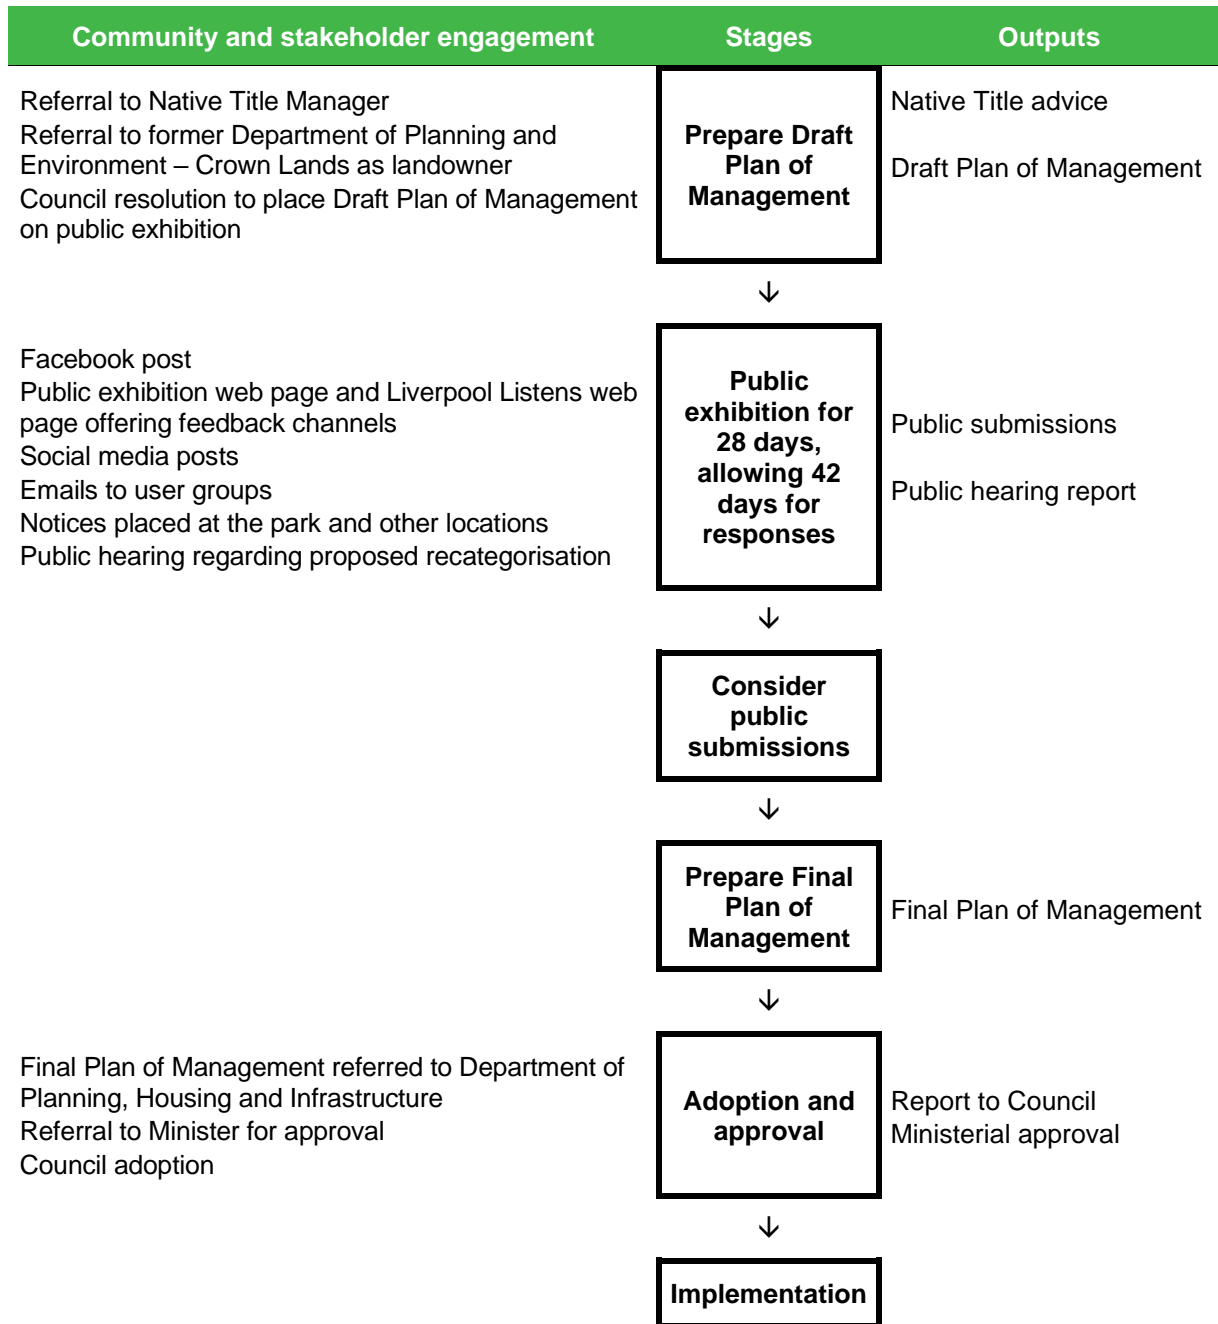 Community and stakeholder engagement
Stages
Outputs
Referral to Native Title Manager
Referral to former Department of Planning and
Environment – Crown Lands as landowner
Council resolution to place Draft Plan of Management
on public exhibition
Prepare Draft
Plan of
Management
Native Title advice
Draft Plan of Management
Facebook post
Public exhibition web page and Liverpool Listens web
page offering feedback channels
Social media posts
Emails to user groups
Notices placed at the park and other locations
Public hearing regarding proposed recategorisation
Public
exhibition for
28 days,
allowing 42
days for
responses
Public submissions
Public hearing report
Consider
public
submissions
Prepare Final
Plan of
Management
Final Plan of Management
Final Plan of Management referred to Department of
Planning, Housing and Infrastructure
Referral to Minister for approval
Council adoption
Adoption and
approval
Report to Council
Ministerial approval
Implementation